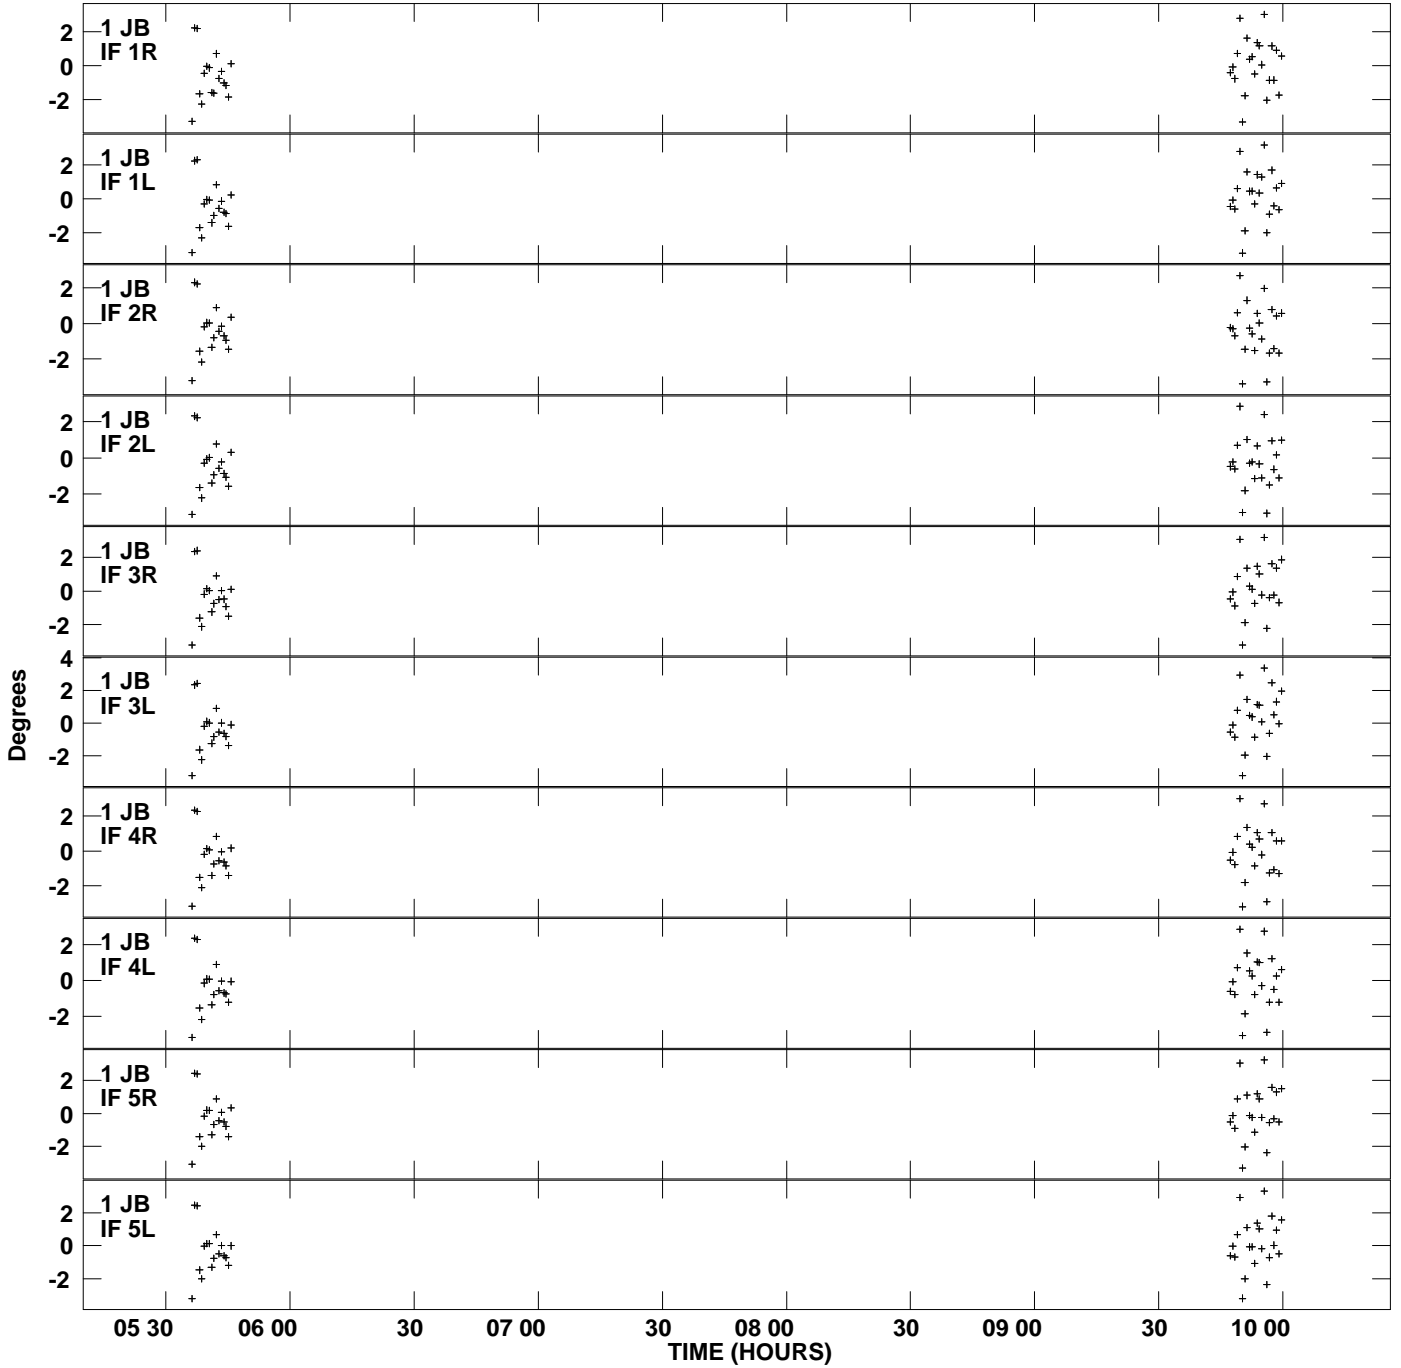 1 JB
IF 1R
2
0
-2
1 JB
IF 1L
2
0
-2
1 JB
IF 2R
2
0
-2
1 JB
IF 2L
2
0
-2
1 JB
IF 3R
2
0
-2
1 JB
IF 3L
4
2
0
-2
1 JB
IF 4R
2
0
-2
1 JB
IF 4L
2
0
-2
1 JB
IF 5R
2
0
-2
1 JB
IF 5L
2
0
-2
Degrees
05 30 06 00 30 07 00 30 08 00 30 09 00 30 10 00
TIME (HOURS)